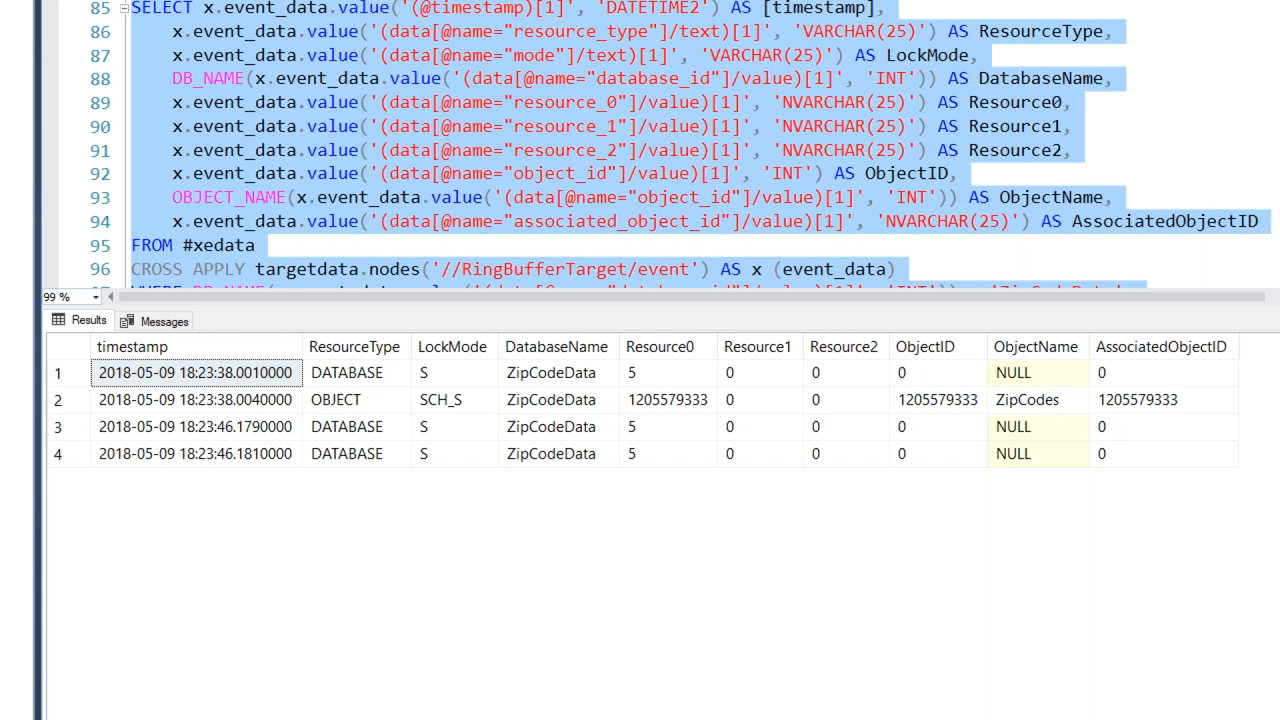 85 SELECT x.event_data.value('(@timestamp)[1]', 'DATETIME2') AS [timestamp],
86 x.event_data.value('(data[@name="resource_type"]/text)[1]', 'VARCHAR(25)') AS ResourceType,
87 x.event_data.value('(data[@name="mode"]/text)[1]', 'VARCHAR(25)') AS LockMode,
88 DB_NAME(x.event_data.value('(data[@name="database_id"]/value)[1]', 'INT')) AS DatabaseName,
89 x.event_data.value('(data[@name="resource_0"]/value)[1]', 'NVARCHAR(25)') AS Resource0,
90 x.event_data.value('(data[@name="resource_1"]/value)[1]', 'NVARCHAR(25)') AS Resource1,
91 x.event_data.value('(data[@name="resource_2"]/value)[1]', 'NVARCHAR(25)') AS Resource2,
92 x.event_data.value('(data[@name="object_id"]/value)[1]', 'INT') AS ObjectID,
93 OBJECT_NAME(x.event_data.value('(data[@name="object_id"]/value)[1]', 'INT')) AS ObjectName,
94 x.event_data.value('(data[@name="associated_object_id"]/value)[1]', 'NVARCHAR(25)') AS AssociatedObjectID
95 FROM #xedata
96 CROSS APPLY targetdata.nodes('//RingBufferTarget/event') AS x (event_data)
99 %
Results Messages
timestamp ResourceType LockMode DatabaseName Resource0 Resource1 Resource2 ObjectID ObjectName AssociatedObjectID
1 2018-05-09 18:23:38.0010000 DATABASE S ZipCodeData 5 0 0 0 NULL 0
2 2018-05-09 18:23:38.0040000 OBJECT SCH_S ZipCodeData 1205579333 0 0 1205579333 ZipCodes 1205579333
3 2018-05-09 18:23:46.1790000 DATABASE S ZipCodeData 5 0 0 0 NULL 0
4 2018-05-09 18:23:46.1810000 DATABASE S ZipCodeData 5 0 0 0 NULL 0